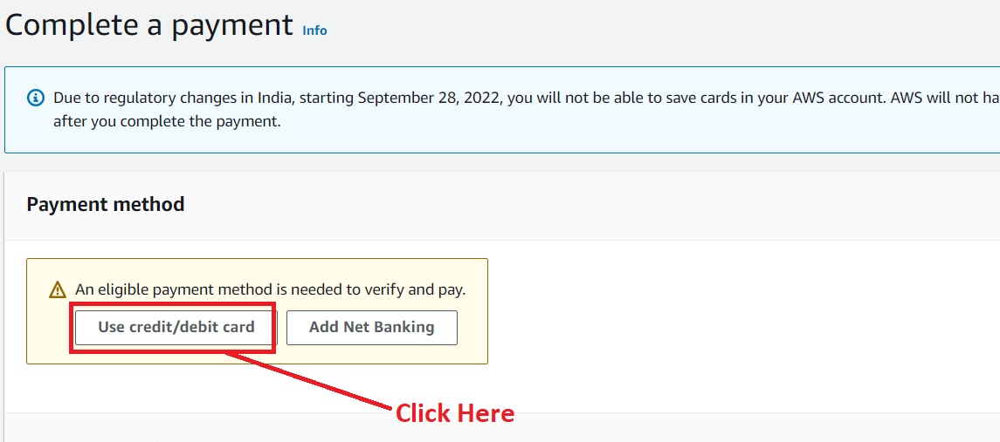 Complete a payment Info
Due to regulatory changes in India, starting September 28, 2022, you will not be able to save cards in your AWS account. AWS will not ha
after you complete the payment.
Payment method
An eligible payment method is needed to verify and pay.
Use credit/debit card Add Net Banking
Click Here